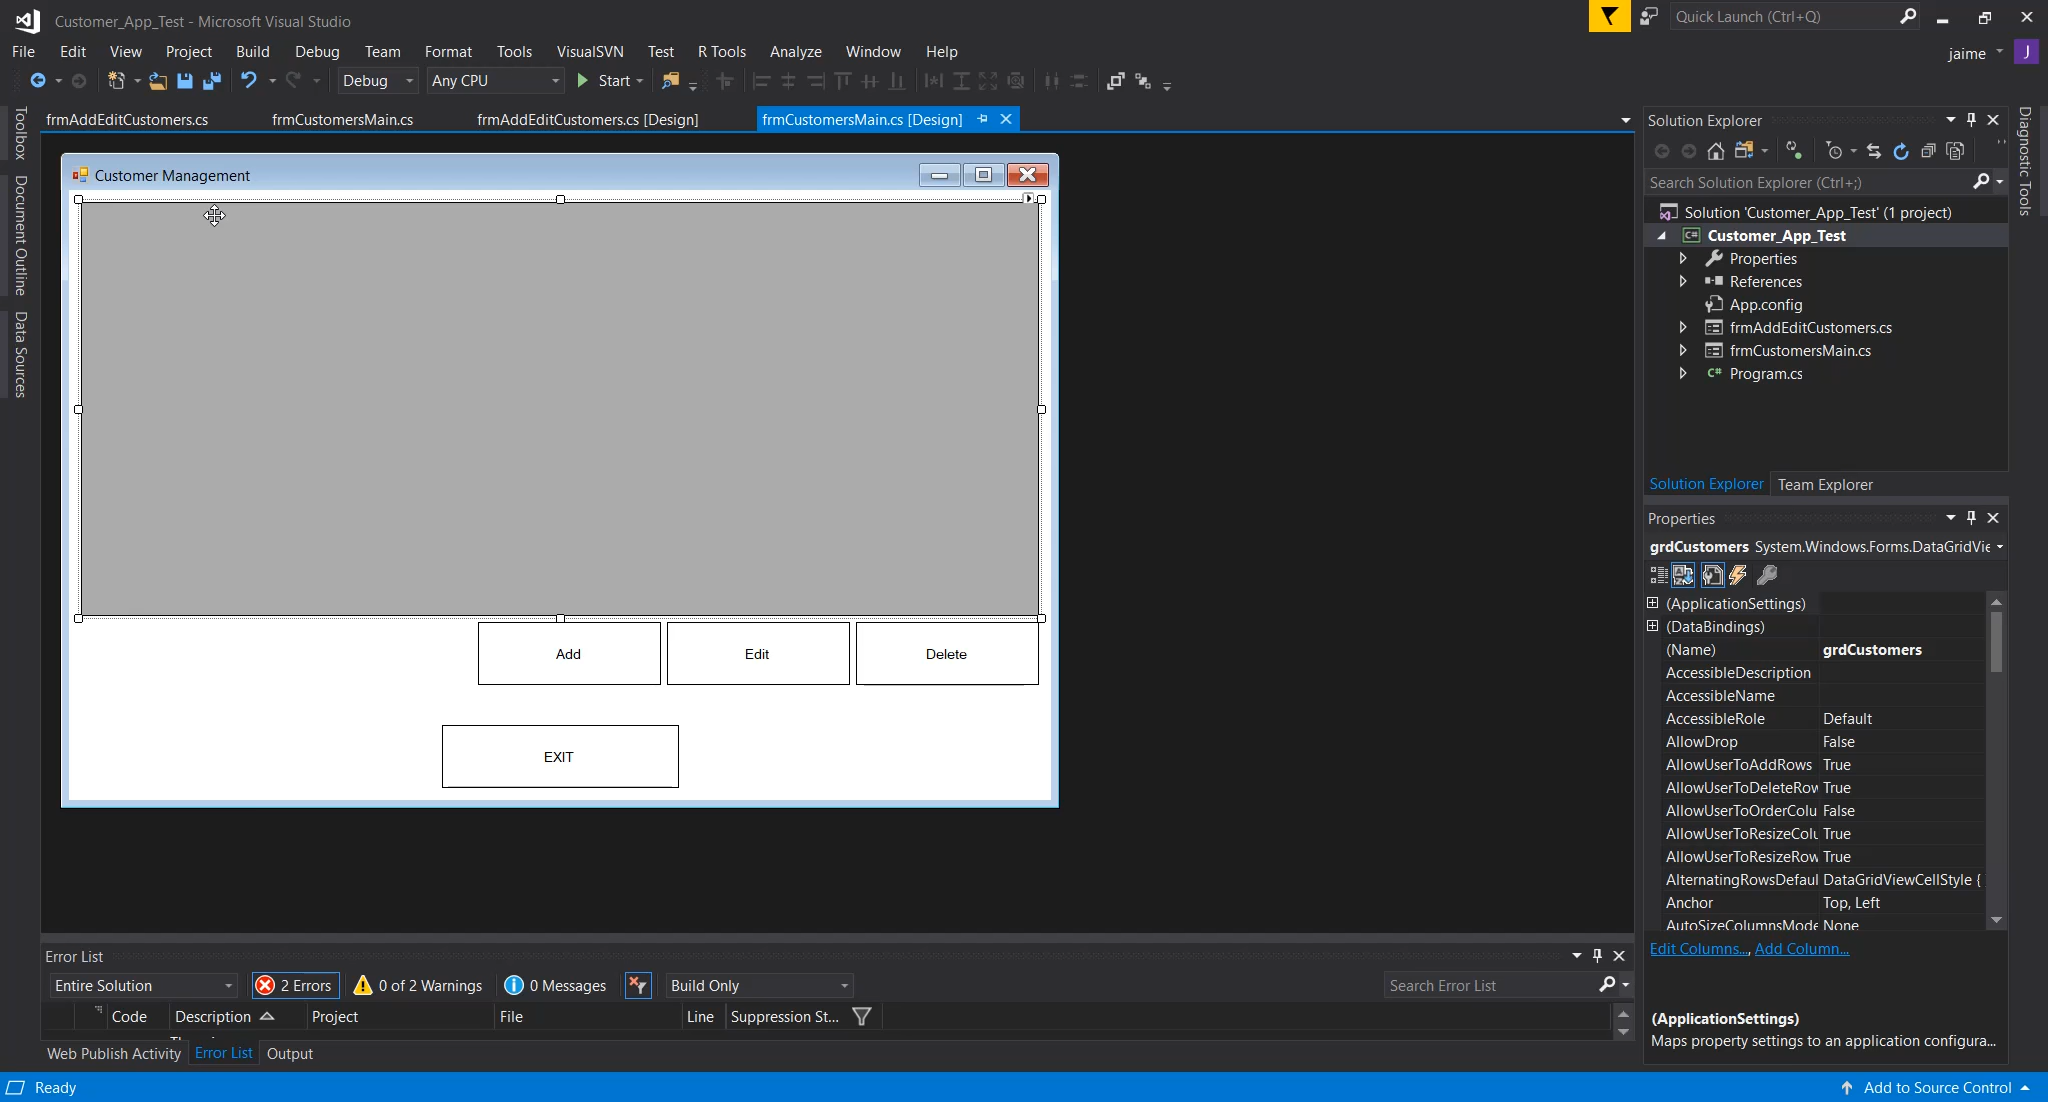 Customer_App_Test - Microsoft Visual Studio
Quick Launch (Ctrl+Q)
File Edit View Project Build Debug Team Format Tools VisualSVN Test R Tools Analyze Window Help
jaime J
Debug Any CPU Start
Toolbox
Document Outline
Data Sources
frmAddEditCustomers.cs frmCustomersMain.cs frmAddEditCustomers.cs [Design] frmCustomersMain.cs [Design]
Customer Management
Add Edit Delete
EXIT
Solution Explorer
Search Solution Explorer (Ctrl+;)
Solution 'Customer_App_Test' (1 project)
C# Customer_App_Test
Properties
References
App.config
frmAddEditCustomers.cs
frmCustomersMain.cs
C# Program.cs
Solution Explorer Team Explorer
Diagnostic Tools
Properties
grdCustomers System.Windows.Forms.DataGridVie
(ApplicationSettings)
(DataBindings)
(Name) grdCustomers
AccessibleDescription
AccessibleName
AccessibleRole Default
AllowDrop False
AllowUserToAddRows True
AllowUserToDeleteRow True
AllowUserToOrderColu False
AllowUserToResizeColu True
AllowUserToResizeRow True
AlternatingRowsDefaul DataGridViewCellStyle {
Anchor Top, Left
AutoSizeColumnsMode None
Edit Columns..., Add Column...
(ApplicationSettings)
Maps property settings to an application configura...
Error List
Entire Solution 2 Errors 0 of 2 Warnings 0 Messages Build Only Search Error List
Code Description Project File Line Suppression St...
Web Publish Activity Error List Output
Ready Add to Source Control